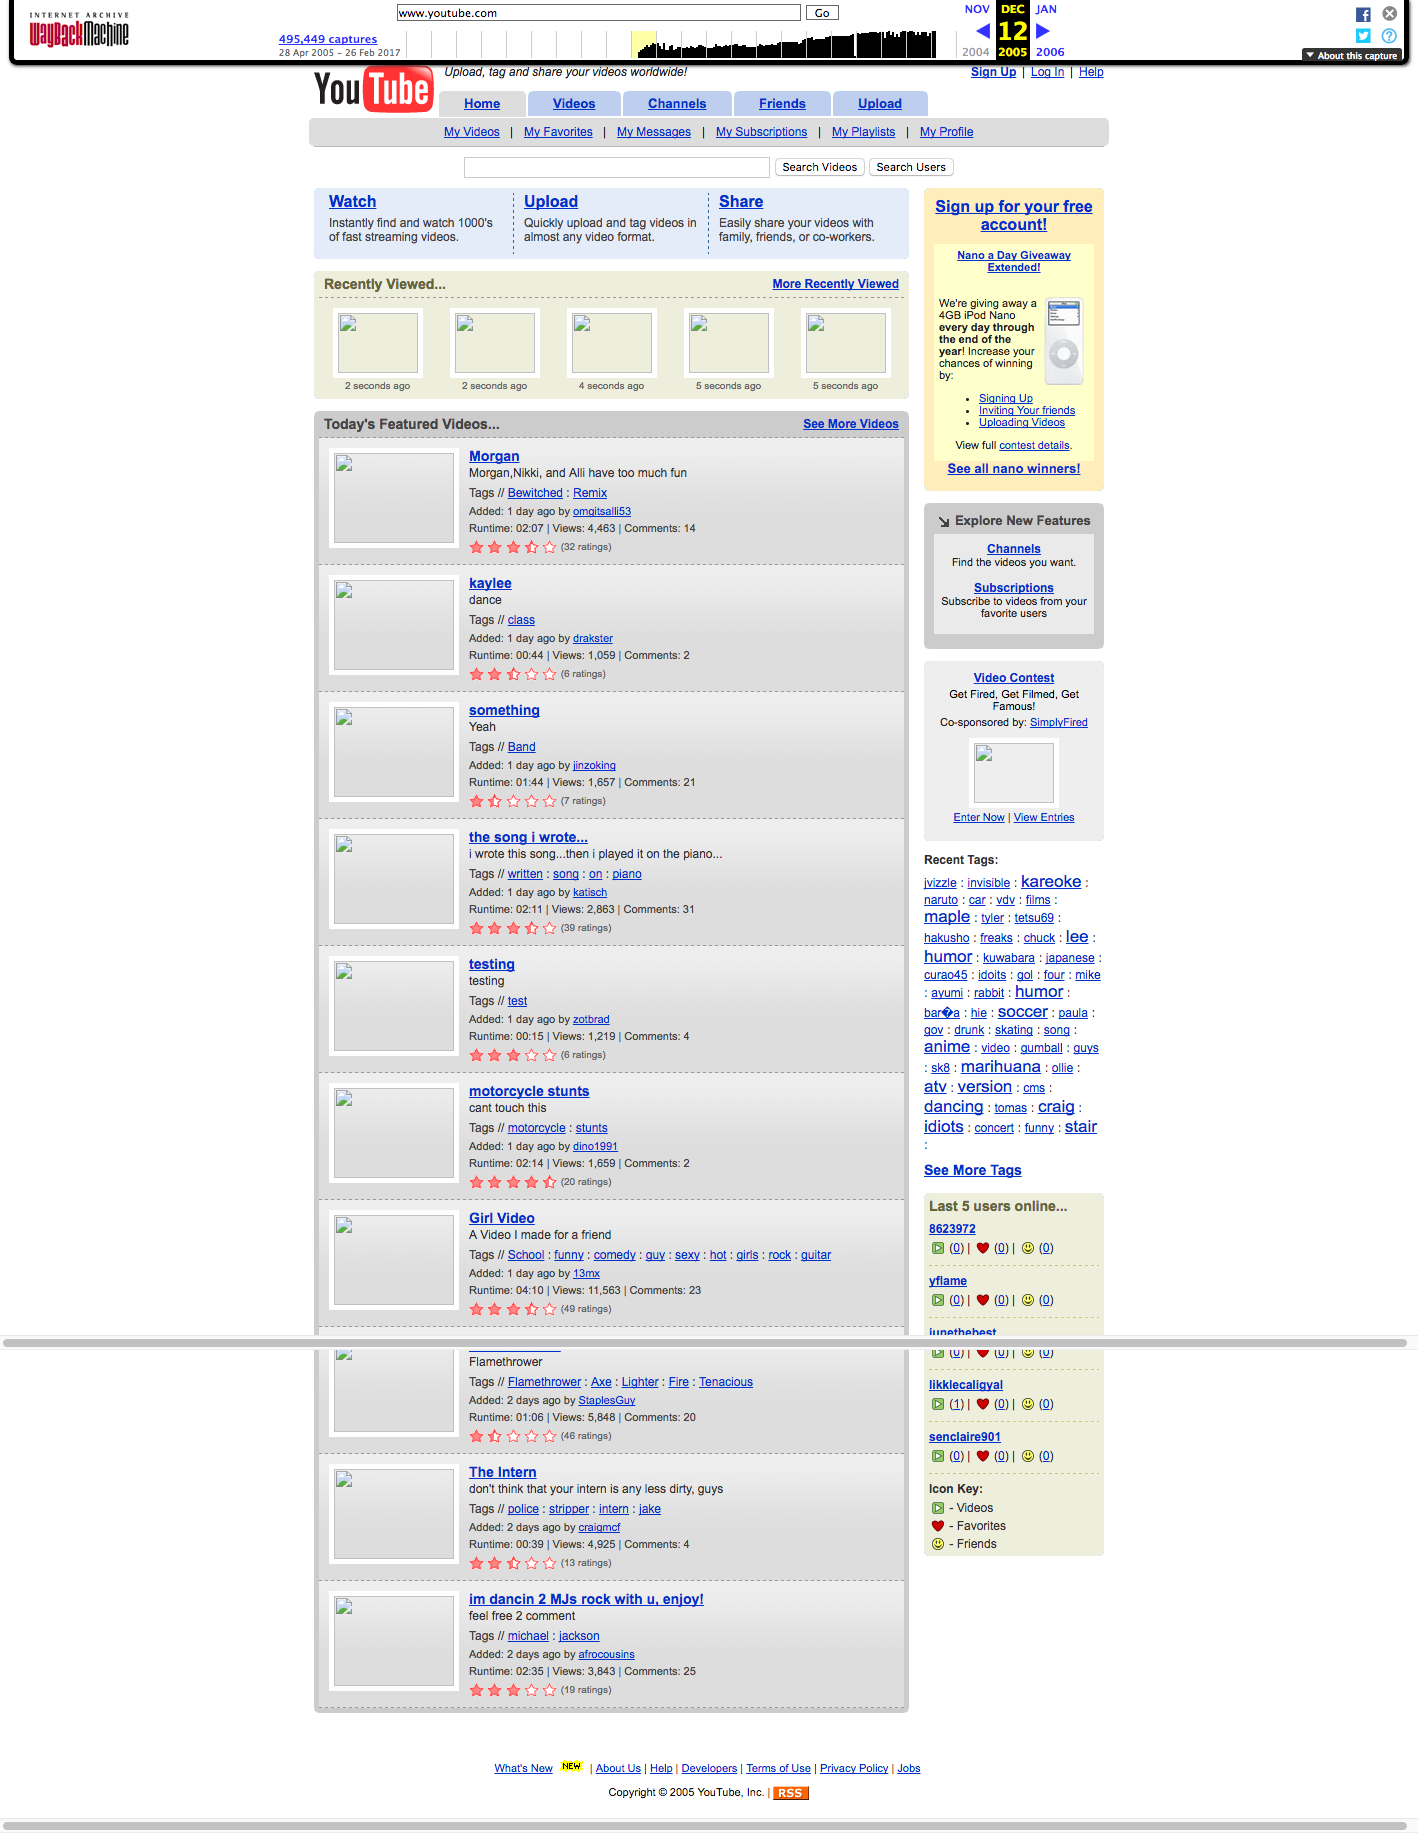 INTERNET ARCHIVE
WayBackMachine
www.youtube.com
Go
495,449 captures
28 Apr 2005 – 26 Feb 2017
NOV DEC JAN
12
2004 2005 2006
About this capture
YouTube
Upload, tag and share your videos worldwide!
Sign Up | Log In | Help
Home Videos Channels Friends Upload
My Videos | My Favorites | My Messages | My Subscriptions | My Playlists | My Profile
Search Videos Search Users
Watch
Instantly find and watch 1000's
of fast streaming videos.
Upload
Quickly upload and tag videos in
almost any video format.
Share
Easily share your videos with
family, friends, or co-workers.
Recently Viewed... More Recently Viewed
2 seconds ago 2 seconds ago 4 seconds ago 5 seconds ago 5 seconds ago
Today's Featured Videos... See More Videos
Morgan
Morgan,Nikki, and Alli have too much fun
Tags // Bewitched : Remix
Added: 1 day ago by omgitsalli53
Runtime: 02:07 | Views: 4,463 | Comments: 14
(32 ratings)
kaylee
dance
Tags // class
Added: 1 day ago by drakster
Runtime: 00:44 | Views: 1,059 | Comments: 2
(6 ratings)
something
Yeah
Tags // Band
Added: 1 day ago by jinzoking
Runtime: 01:44 | Views: 1,657 | Comments: 21
(7 ratings)
the song i wrote...
i wrote this song...then i played it on the piano...
Tags // written : song : on : piano
Added: 1 day ago by katisch
Runtime: 02:11 | Views: 2,863 | Comments: 31
(39 ratings)
testing
testing
Tags // test
Added: 1 day ago by zotbrad
Runtime: 00:15 | Views: 1,219 | Comments: 4
(6 ratings)
motorcycle stunts
cant touch this
Tags // motorcycle : stunts
Added: 1 day ago by dino1991
Runtime: 02:14 | Views: 1,659 | Comments: 2
(20 ratings)
Girl Video
A Video I made for a friend
Tags // School : funny : comedy : guy : sexy : hot : girls : rock : guitar
Added: 1 day ago by 13mx
Runtime: 04:10 | Views: 11,563 | Comments: 23
(49 ratings)
Flamethrower
Tags // Flamethrower : Axe : Lighter : Fire : Tenacious
Added: 2 days ago by StaplesGuy
Runtime: 01:06 | Views: 5,848 | Comments: 20
(46 ratings)
The Intern
don't think that your intern is any less dirty, guys
Tags // police : stripper : intern : jake
Added: 2 days ago by craigmcf
Runtime: 00:39 | Views: 4,925 | Comments: 4
(13 ratings)
im dancin 2 MJs rock with u, enjoy!
feel free 2 comment
Tags // michael : jackson
Added: 2 days ago by afrocousins
Runtime: 02:35 | Views: 3,843 | Comments: 25
(19 ratings)
Sign up for your free
account!
Nano a Day Giveaway
Extended!
We're giving away a
4GB iPod Nano
every day through
the end of the
year! Increase your
chances of winning
by:
Signing Up
Inviting Your friends
Uploading Videos
View full contest details.
See all nano winners!
Explore New Features
Channels
Find the videos you want.
Subscriptions
Subscribe to videos from your
favorite users
Video Contest
Get Fired, Get Filmed, Get
Famous!
Co-sponsored by: SimplyFired
Enter Now | View Entries
Recent Tags:
jvizzle : invisible : kareoke :
naruto : car : vdv : films :
maple : tyler : tetsu69 :
hakusho : freaks : chuck : lee :
humor : kuwabara : japanese :
curao45 : idoits : gol : four : mike
: ayumi : rabbit : humor :
bar�a : hie : soccer : paula :
gov : drunk : skating : song :
anime : video : gumball : guys
: sk8 : marihuana : ollie :
atv : version : cms :
dancing : tomas : craig :
idiots : concert : funny : stair
:
See More Tags
Last 5 users online...
8623972
(0) | (0) | (0)
yflame
(0) | (0) | (0)
junethebest
(0) | (0) | (0)
likklecaligyal
(1) | (0) | (0)
senclaire901
(0) | (0) | (0)
Icon Key:
- Videos
- Favorites
- Friends
What's New NEW | About Us | Help | Developers | Terms of Use | Privacy Policy | Jobs
Copyright © 2005 YouTube, Inc. | RSS